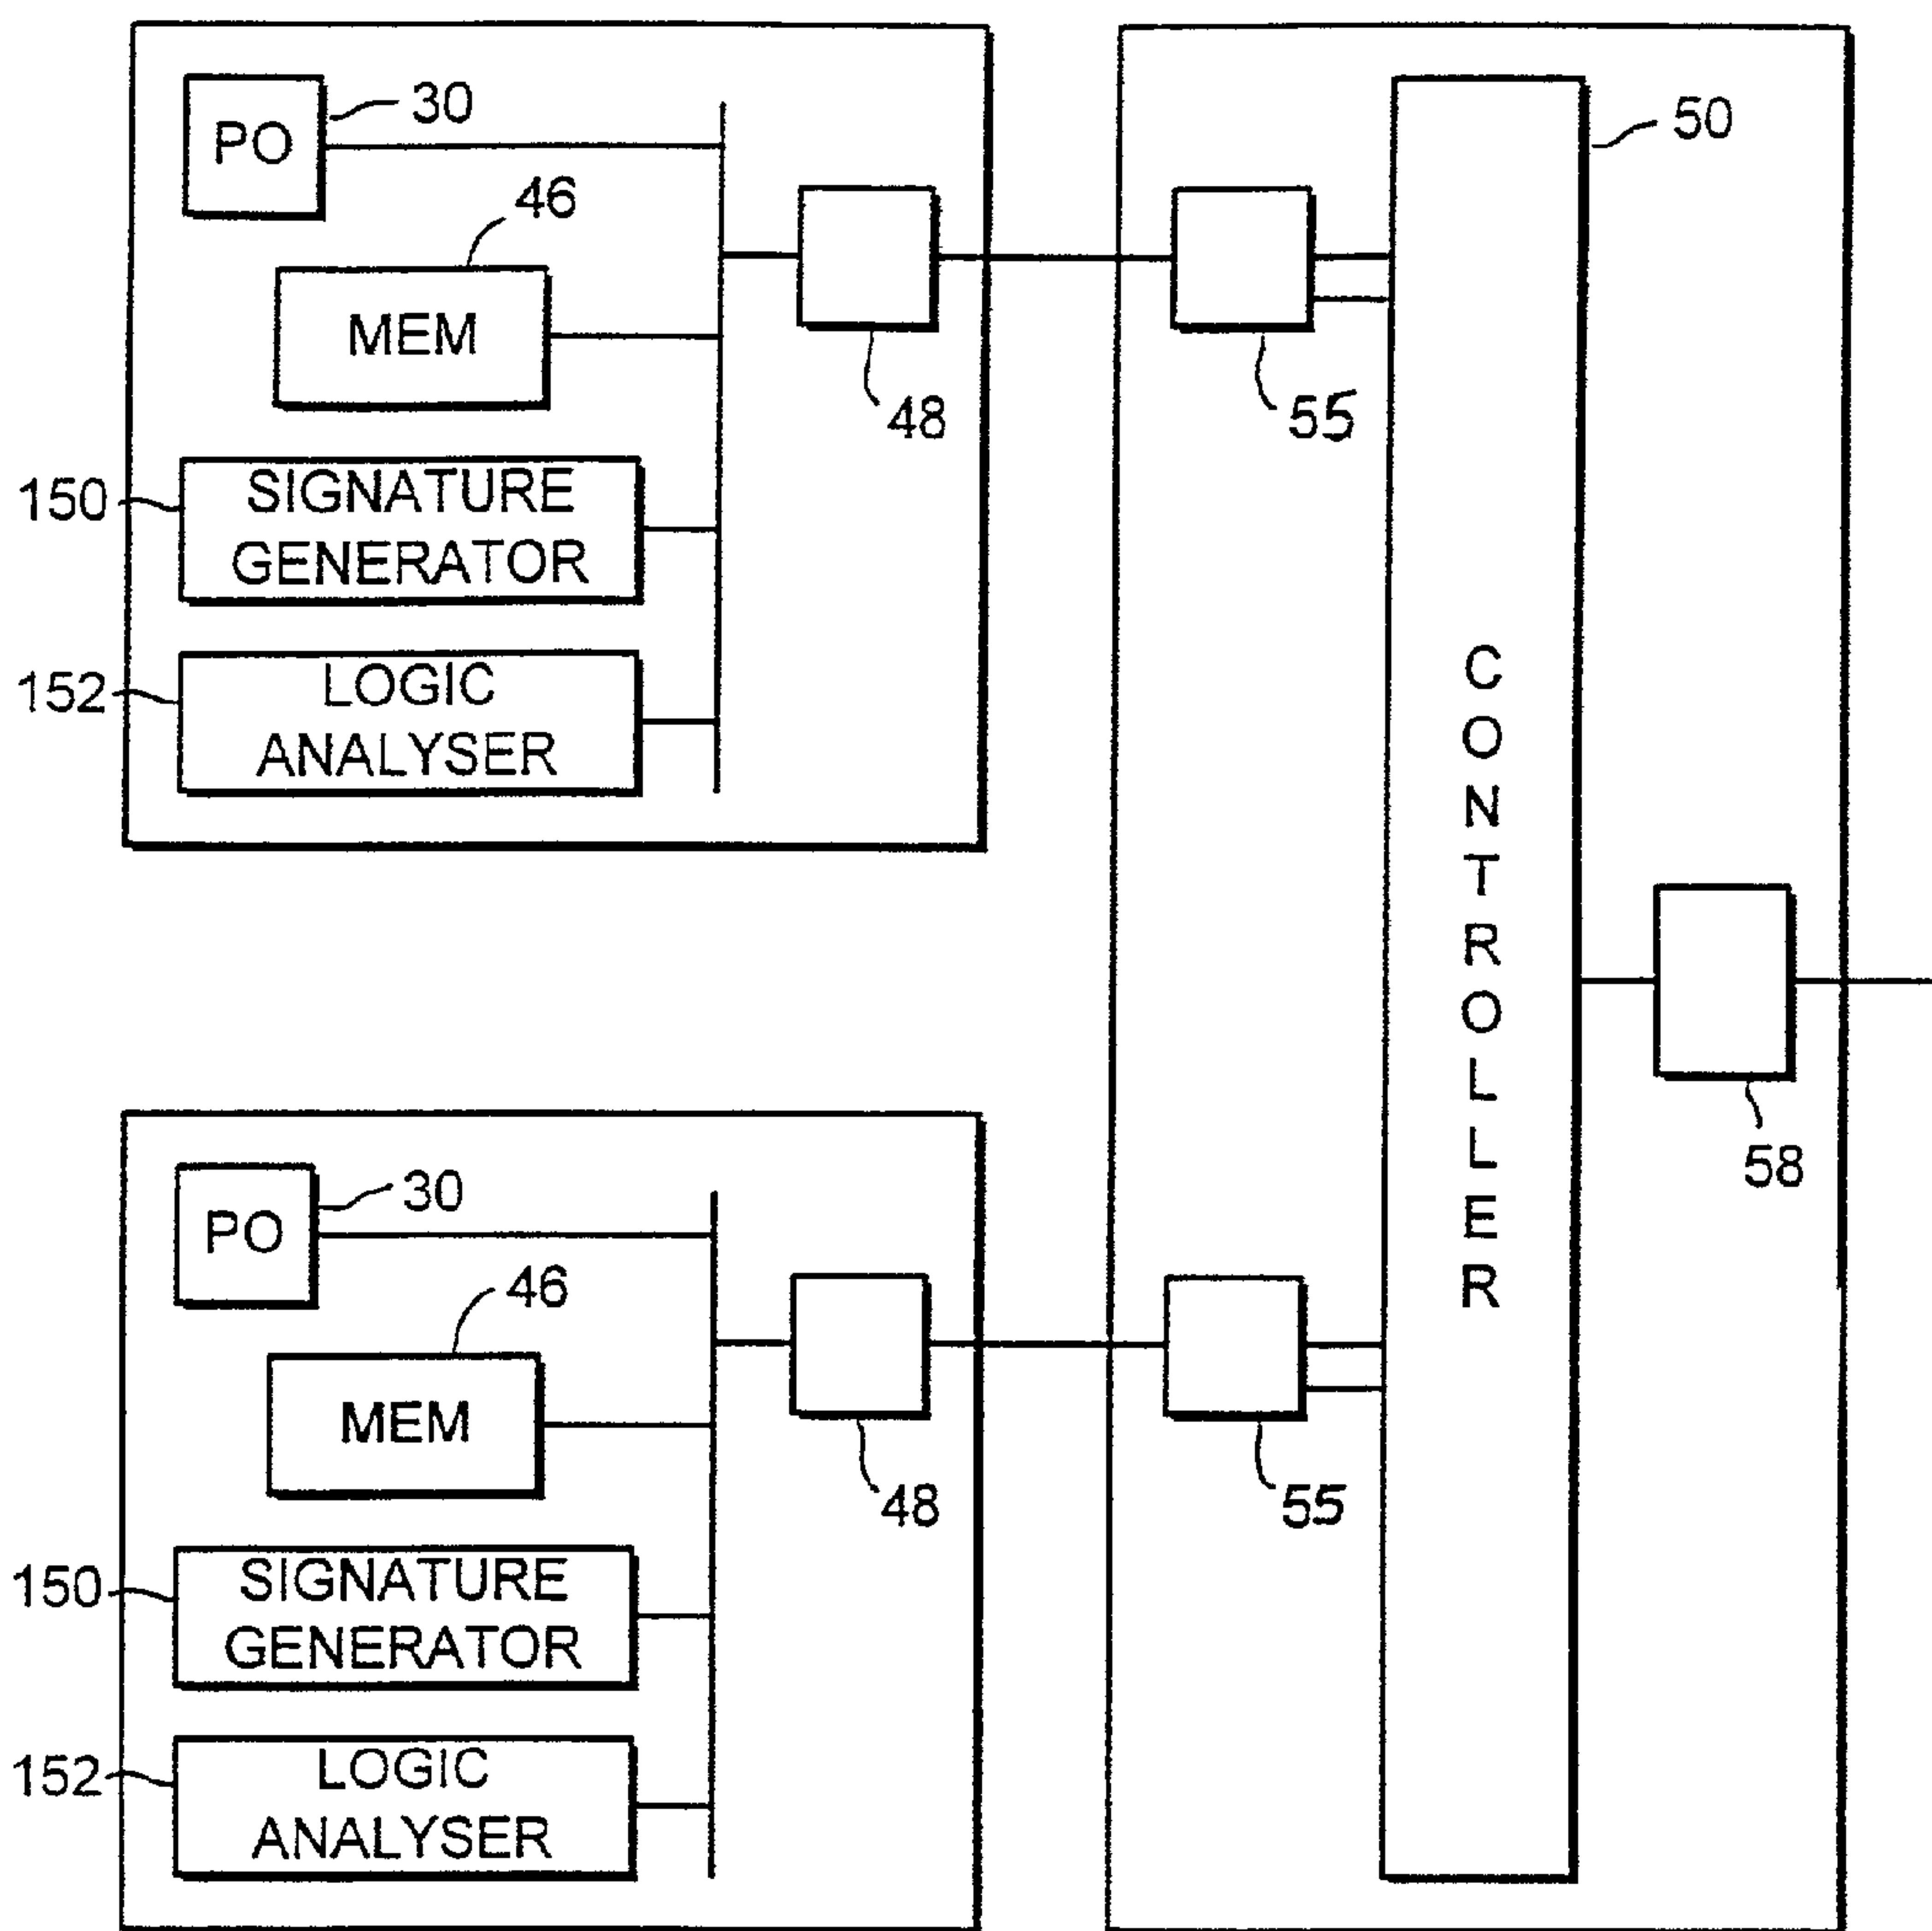 PO
30
46
MEM
48
150
SIGNATURE
GENERATOR
152
LOGIC
ANALYSER
50
55
CONTROLLER
58
PO
30
46
MEM
48
55
150
SIGNATURE
GENERATOR
152
LOGIC
ANALYSER